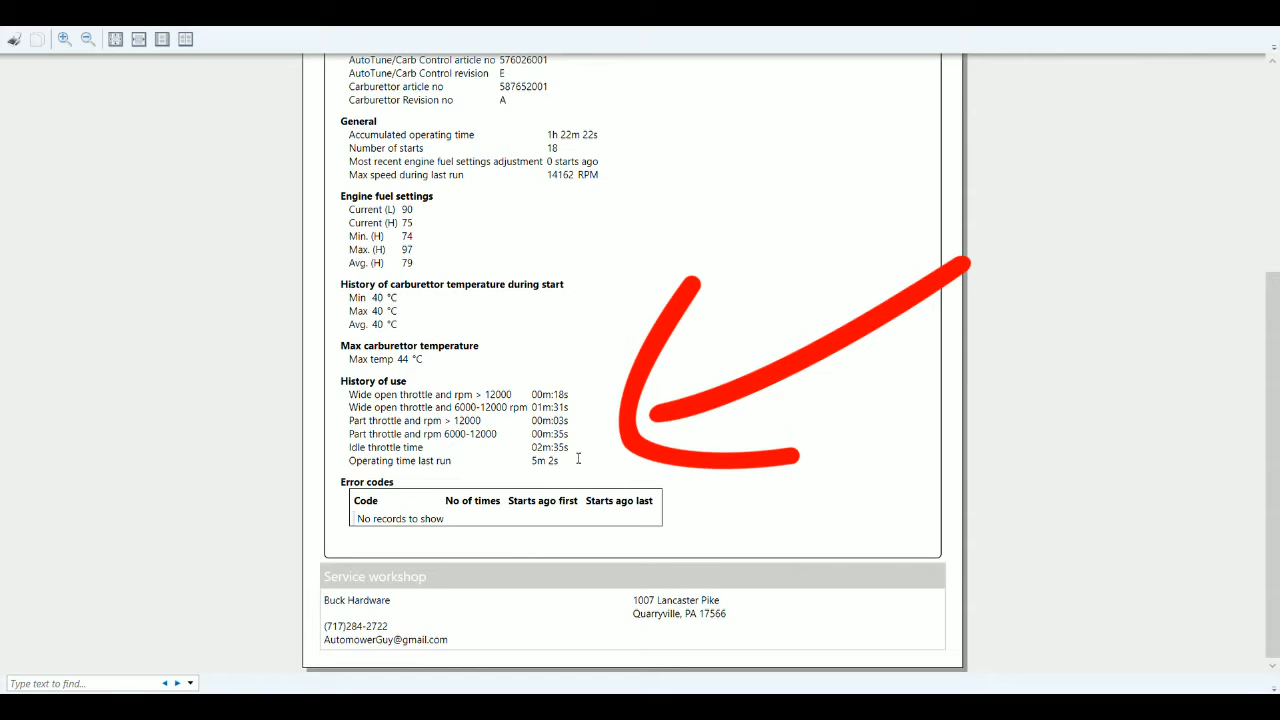 AutoTune/Carb Control article no 576026001
AutoTune/Carb Control revision E
Carburettor article no 587652001
Carburettor Revision no A
General
Accumulated operating time 1h 22m 22s
Number of starts 18
Most recent engine fuel settings adjustment 0 starts ago
Max speed during last run 14162 RPM
Engine fuel settings
Current (L) 90
Current (H) 75
Min. (H) 74
Max. (H) 97
Avg. (H) 79
History of carburettor temperature during start
Min 40 °C
Max 40 °C
Avg. 40 °C
Max carburettor temperature
Max temp 44 °C
History of use
Wide open throttle and rpm > 12000 00m:18s
Wide open throttle and 6000-12000 rpm 01m:31s
Part throttle and rpm > 12000 00m:03s
Part throttle and rpm 6000-12000 00m:35s
Idle throttle time 02m:35s
Operating time last run 5m 2s
Error codes
Code No of times Starts ago first Starts ago last
No records to show
Service workshop
Buck Hardware 1007 Lancaster Pike
Quarryville, PA 17566
(717)284-2722
AutomowerGuy@gmail.com
Type text to find...